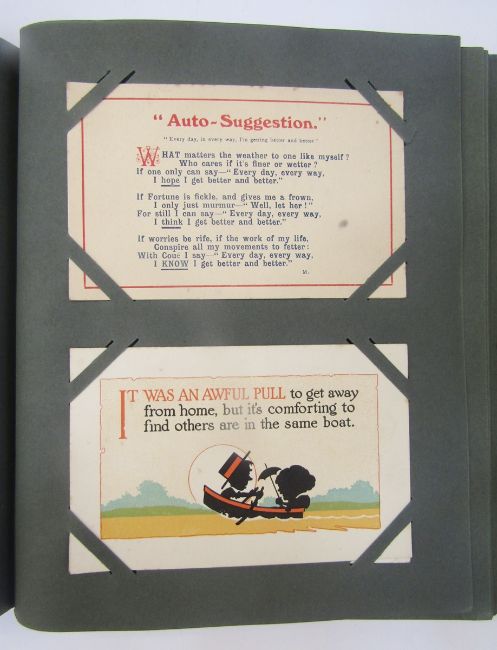 "Auto-Suggestion."
"Every day, in every way, I'm getting better and better"
WHAT matters the weather to one like myself?
Who cares if it's finer or wetter?
If one only can say—"Every day, every way,
I hope I get better and better."
If Fortune is fickle, and gives me a frown,
I only just murmur—"Well, let her!"
For still I can say—"Every day, every way,
I think I get better and better."
If worries be rife, if the work of my life,
Conspire all my movements to fetter:
With Coué I say—"Every day, every way,
I KNOW I get better and better."
M.
IT WAS AN AWFUL PULL to get away
from home, but it's comforting to
find others are in the same boat.